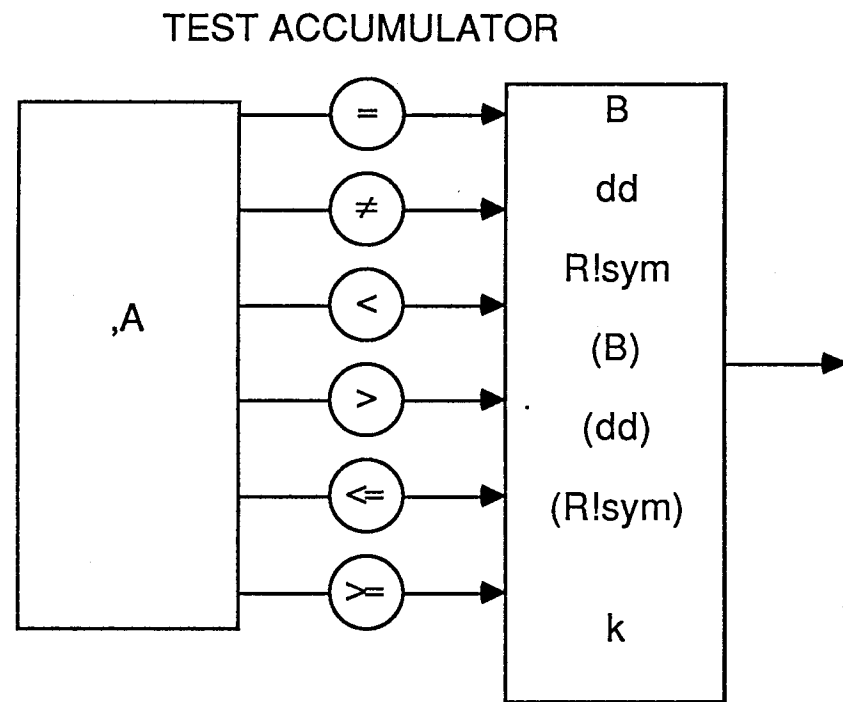 TEST ACCUMULATOR
,A
=
≠
<
>
<=
>=
B
dd
R!sym
(B)
(dd)
(R!sym)
k